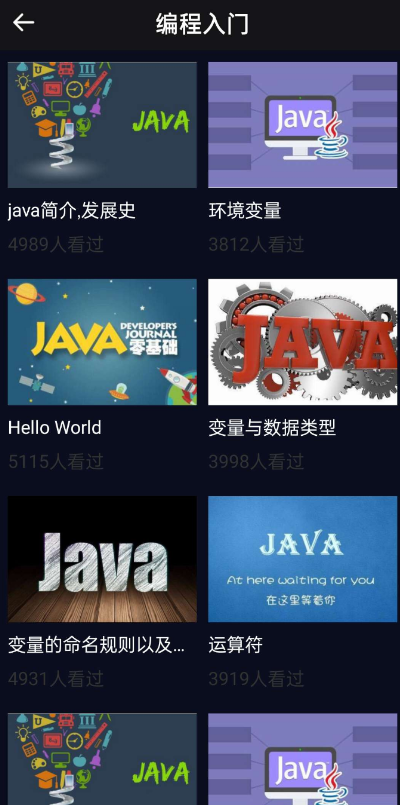 编程入门
JAVA
Java
java简介,发展史
环境变量
4989人看过
3812人看过
JAVA DEVELOPER'S
JOURNAL
零基础
JAVA
Hello World
变量与数据类型
5115人看过
3998人看过
Java
JAVA
At here waiting for you
在这里等着你
变量的命名规则以及...
运算符
4931人看过
3919人看过
JAVA
Java